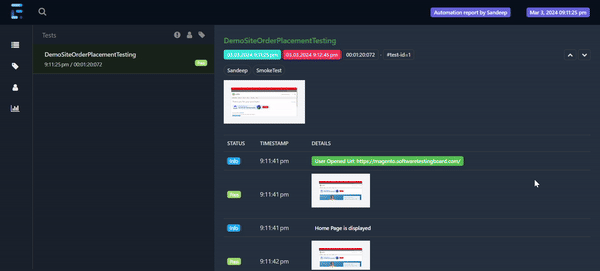 Automation report by Sandeep
Mar 3, 2024 09:11:25 pm
Tests
DemoSiteOrderPlacementTesting
9:11:25 pm / 00:01:20:072
Pass
DemoSiteOrderPlacementTesting
03.03.2024 9:11:25 pm
03.03.2024 9:12:45 pm
00:01:20:072
#test-id=1
Sandeep
SmokeTest
STATUS
TIMESTAMP
DETAILS
Info
9:11:41 pm
User Opened Url: https://magento.softwaretestingboard.com/
Pass
9:11:41 pm
Info
9:11:41 pm
Home Page is displayed
Pass
9:11:42 pm